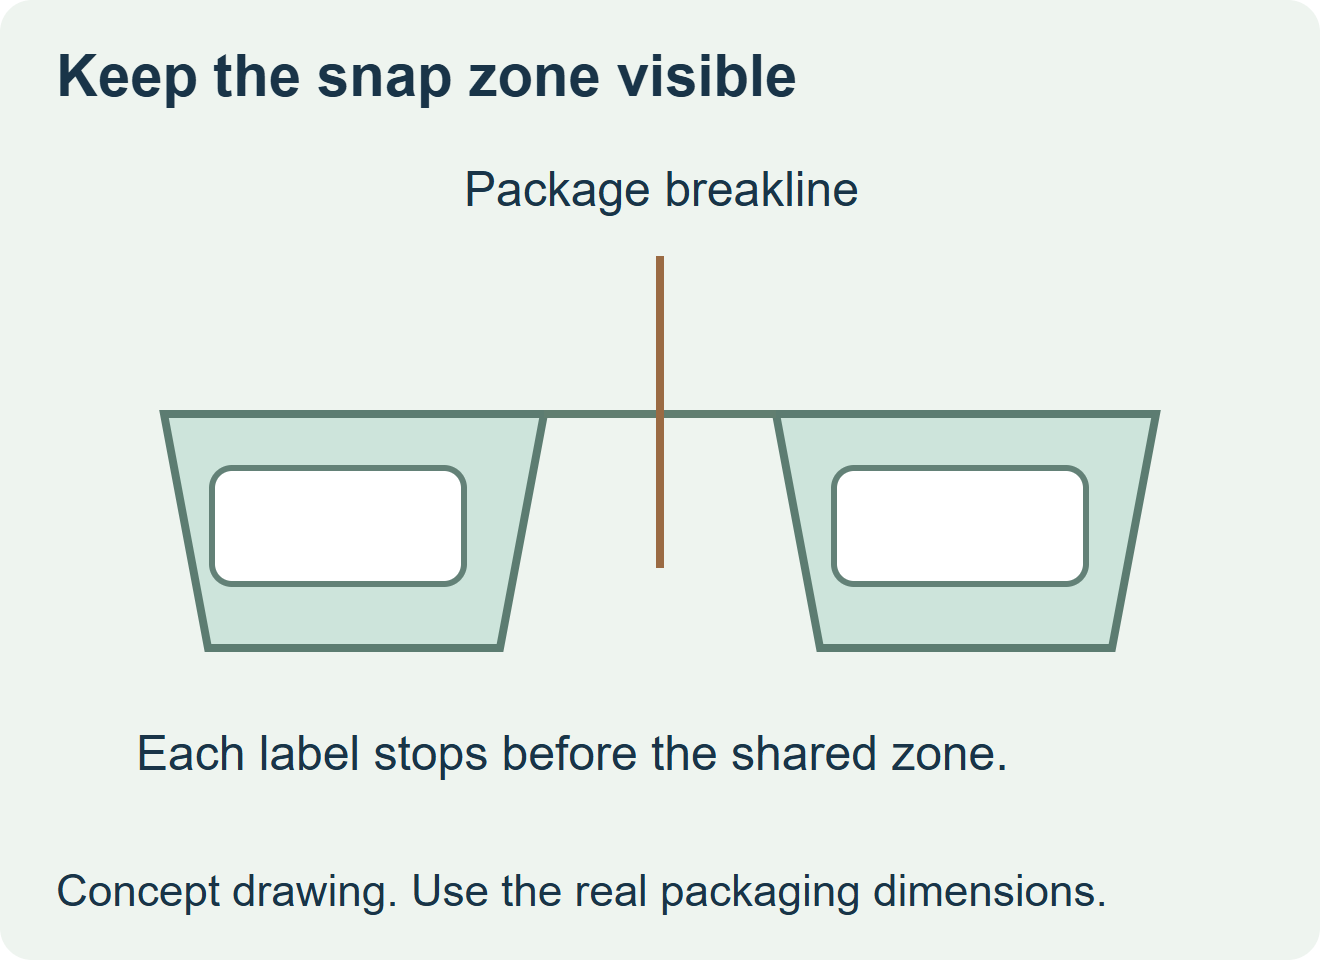 Keep the snap zone visible
Package breakline
Each label stops before the shared zone.
Concept drawing. Use the real packaging dimensions.